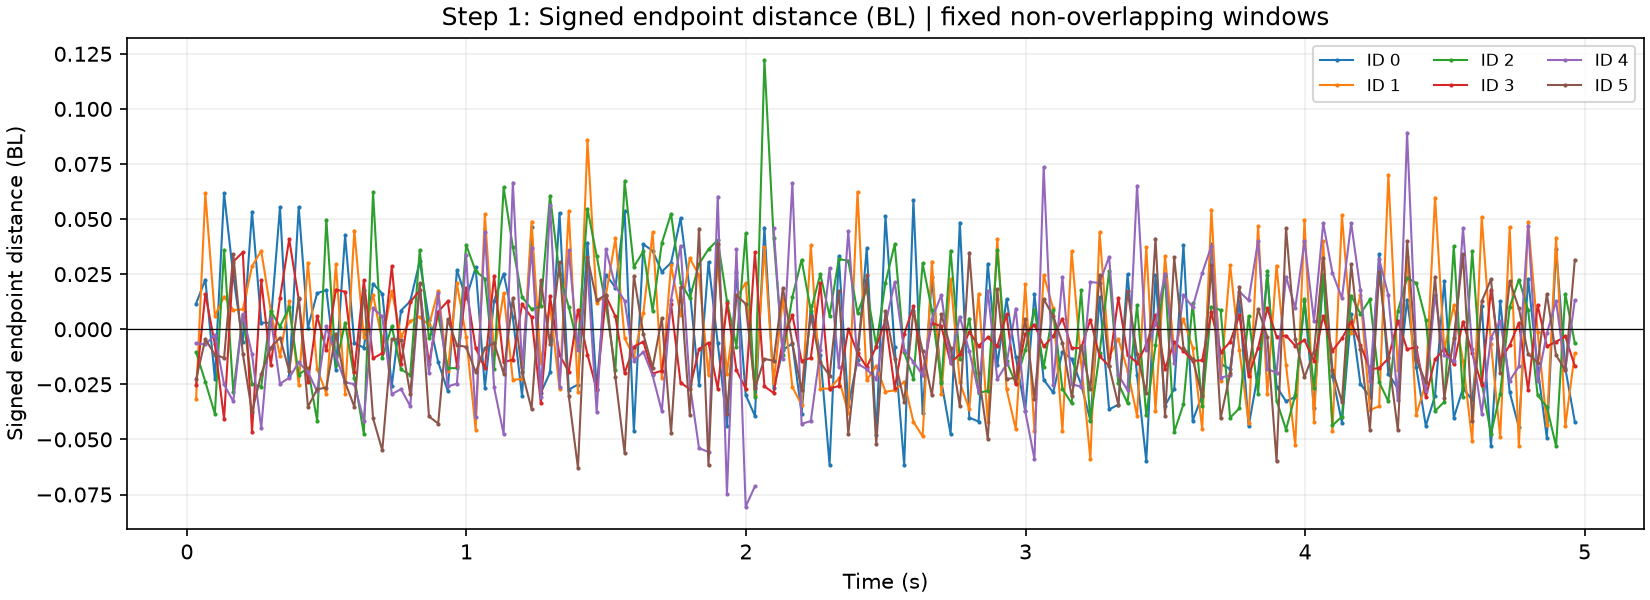 Step 1: Signed endpoint distance (BL) | fixed non-overlapping windows
Signed endpoint distance (BL)
0.125
0.100
0.075
0.050
0.025
0.000
−0.025
−0.050
−0.075
ID 0 ID 2 ID 4
ID 1 ID 3 ID 5
0 1 2 3 4 5
Time (s)